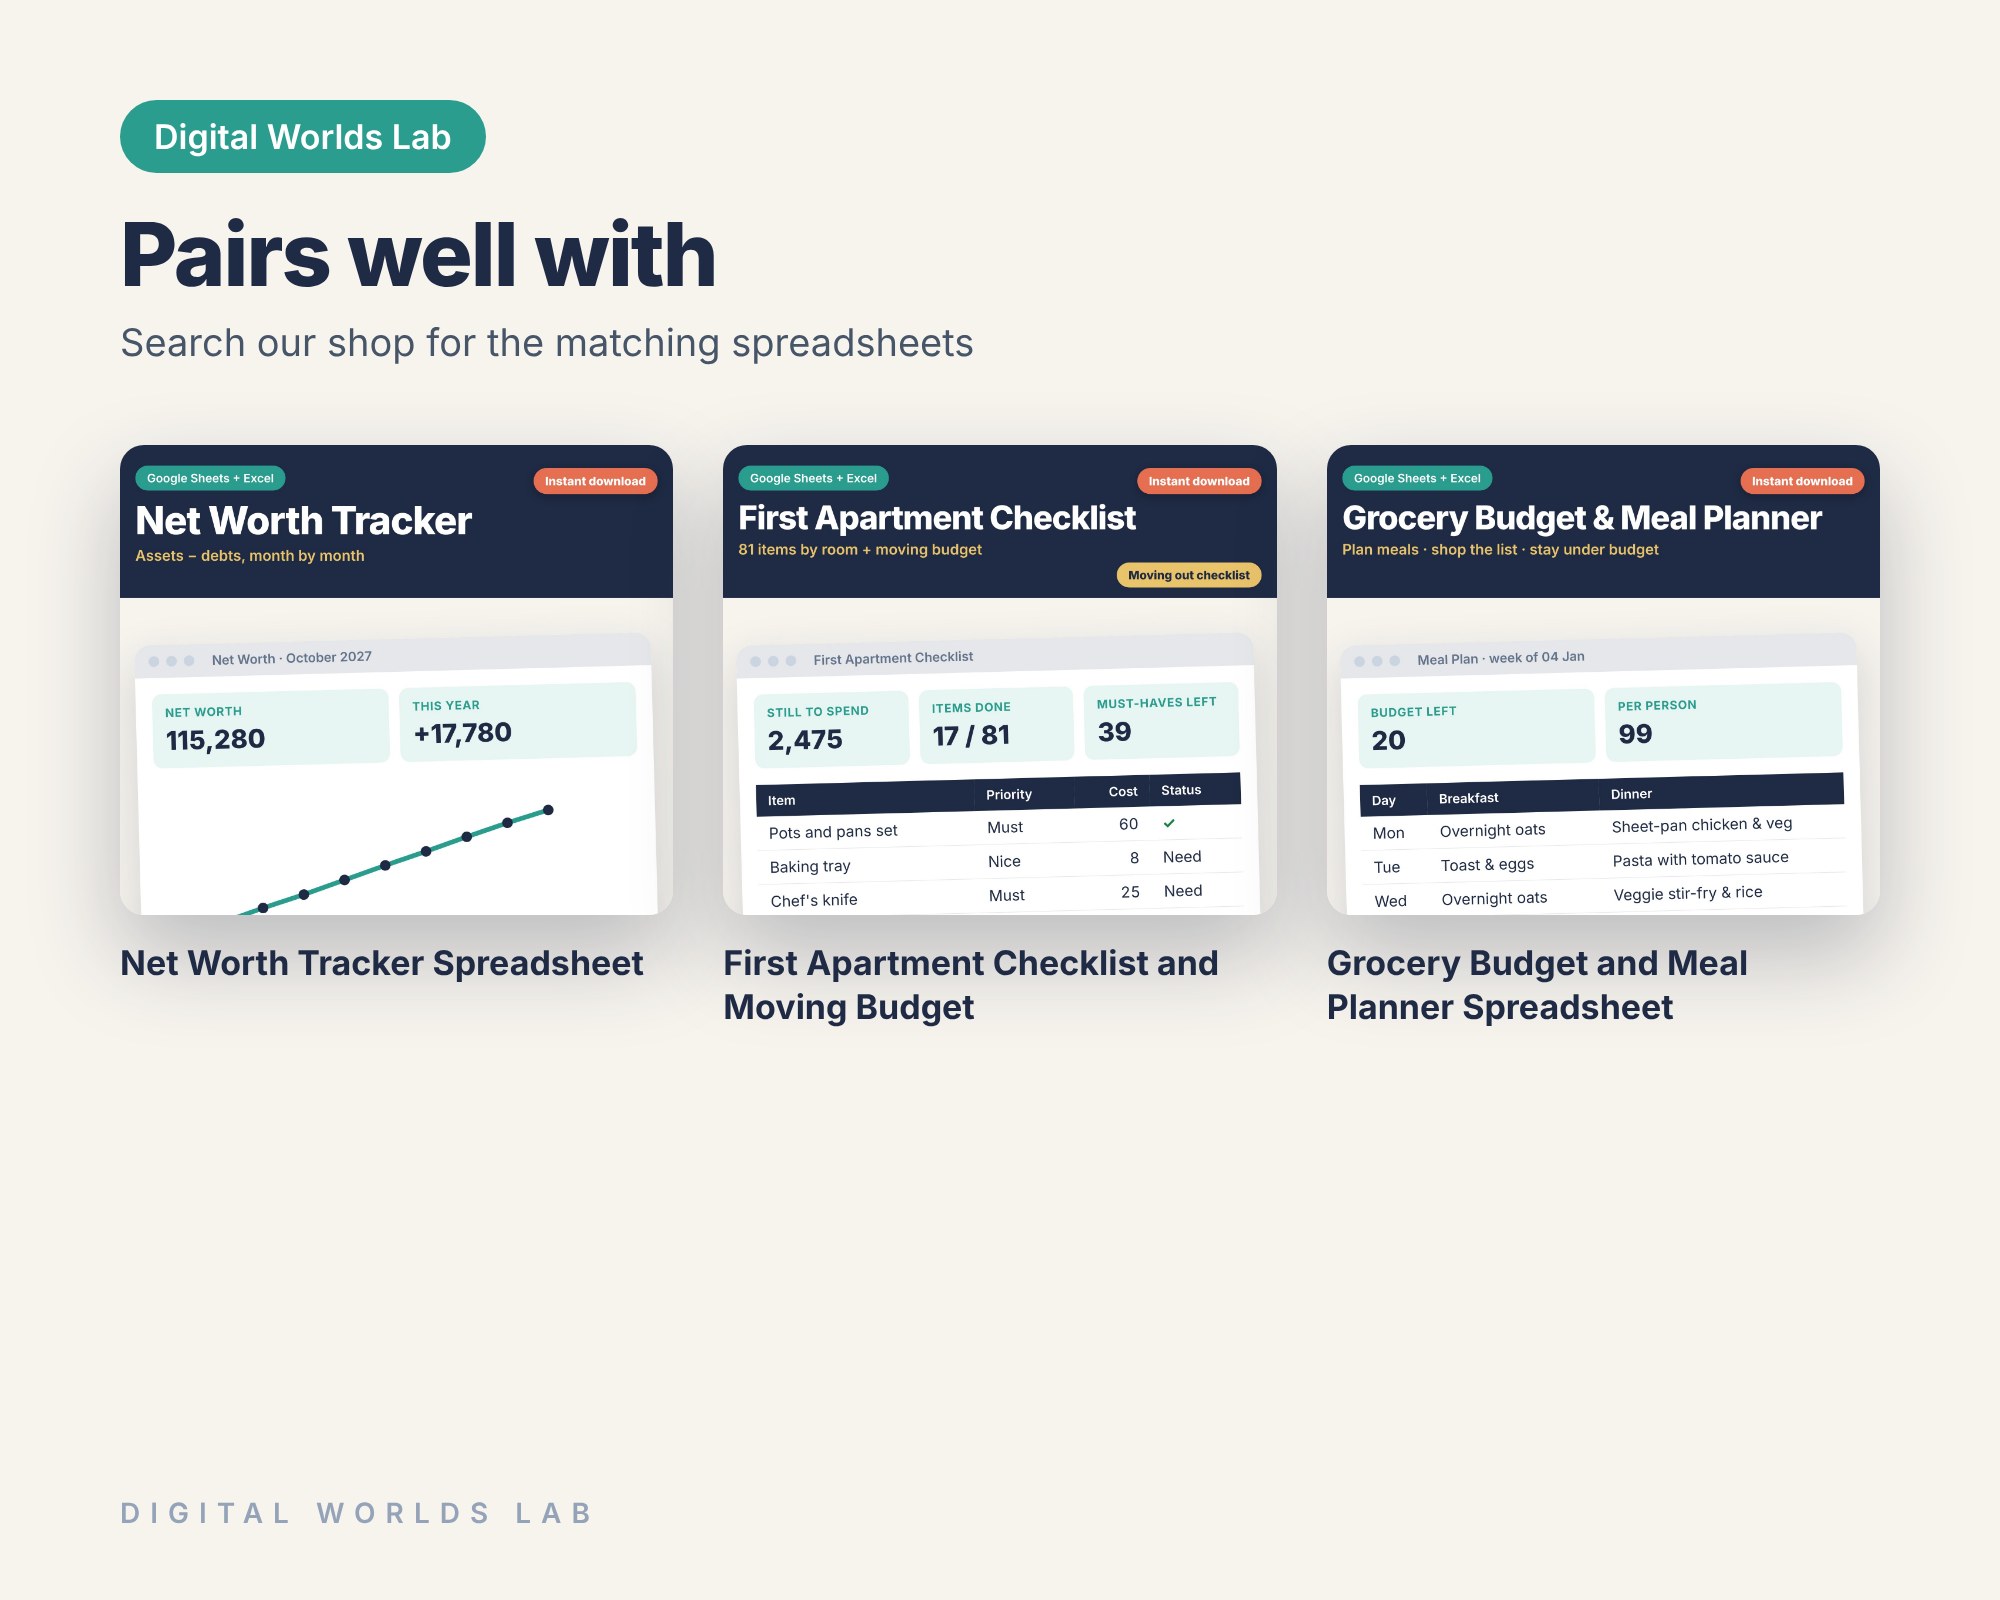 Digital Worlds Lab
Pairs well with
Search our shop for the matching spreadsheets
Google Sheets + Excel
Instant download
Net Worth Tracker
Assets – debts, month by month
Net Worth · October 2027
NET WORTH
115,280
THIS YEAR
+17,780
Net Worth Tracker Spreadsheet
Google Sheets + Excel
Instant download
First Apartment Checklist
81 items by room + moving budget
Moving out checklist
First Apartment Checklist
STILL TO SPEND
2,475
ITEMS DONE
17 / 81
MUST-HAVES LEFT
39
Item Priority Cost Status
Pots and pans set Must 60 ✓
Baking tray Nice 8 Need
Chef's knife Must 25 Need
First Apartment Checklist and
Moving Budget
Google Sheets + Excel
Instant download
Grocery Budget & Meal Planner
Plan meals · shop the list · stay under budget
Meal Plan · week of 04 Jan
BUDGET LEFT
20
PER PERSON
99
Day Breakfast Dinner
Mon Overnight oats Sheet-pan chicken & veg
Tue Toast & eggs Pasta with tomato sauce
Wed Overnight oats Veggie stir-fry & rice
Grocery Budget and Meal
Planner Spreadsheet
DIGITAL WORLDS LAB